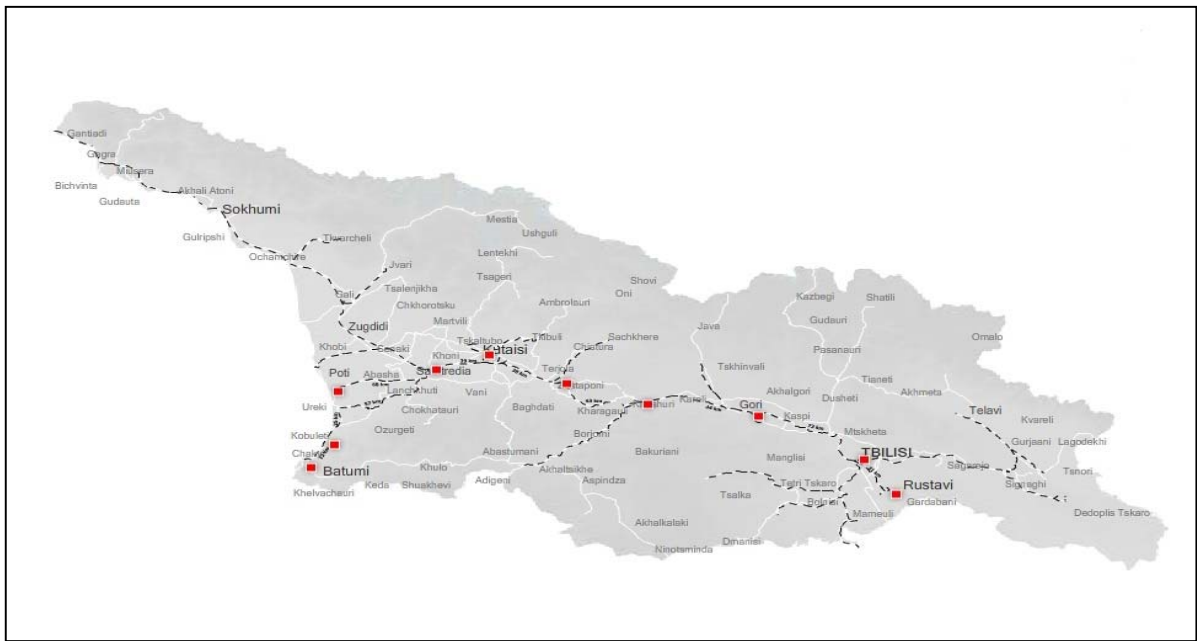 Gantiadi
Gagra
Miusera
Bichvinta
Akhali Atoni
Gudauta
Sokhumi
Gulripshi
Tkvarcheli
Mestia
Ushguli
Ochamchire
Lentekhi
Jvari
Tsageri
Shovi
Oni
Gali
Tsalenjikha
Chkhorotsku
Ambrolauri
Kazbegi
Shatili
Zugdidi
Martvili
Java
Gudauri
Omalo
Khobi
Senaki
Tskaltubo
Tkibuli
Sachkhere
Chiatura
Pasanauri
Khoni
Kutaisi
Poti
Abasha
Samtredia
Terjola
Tskhinvali
Tianeti
Akhmeta
Lanchkhuti
Vani
Kharagauli
Kareli
Gori
Akhalgori
Dusheti
Telavi
Ureki
Chokhatauri
Baghdati
Kaspi
Kvareli
Kobuleti
Ozurgeti
Borjomi
Mtskheta
Gurjaani
Lagodekhi
Batumi
Khulo
Abastumani
Bakuriani
Manglisi
TBILISI
Sagarejo
Tsnori
Khelvachauri
Keda
Shuakhevi
Adigeni
Akhaltsikhe
Aspindza
Tetri Tskaro
Rustavi
Signaghi
Tsalka
Bolnisi
Gardabani
Dedoplis Tskaro
Akhalkalaki
Marneuli
Ninotsminda
Dmanisi